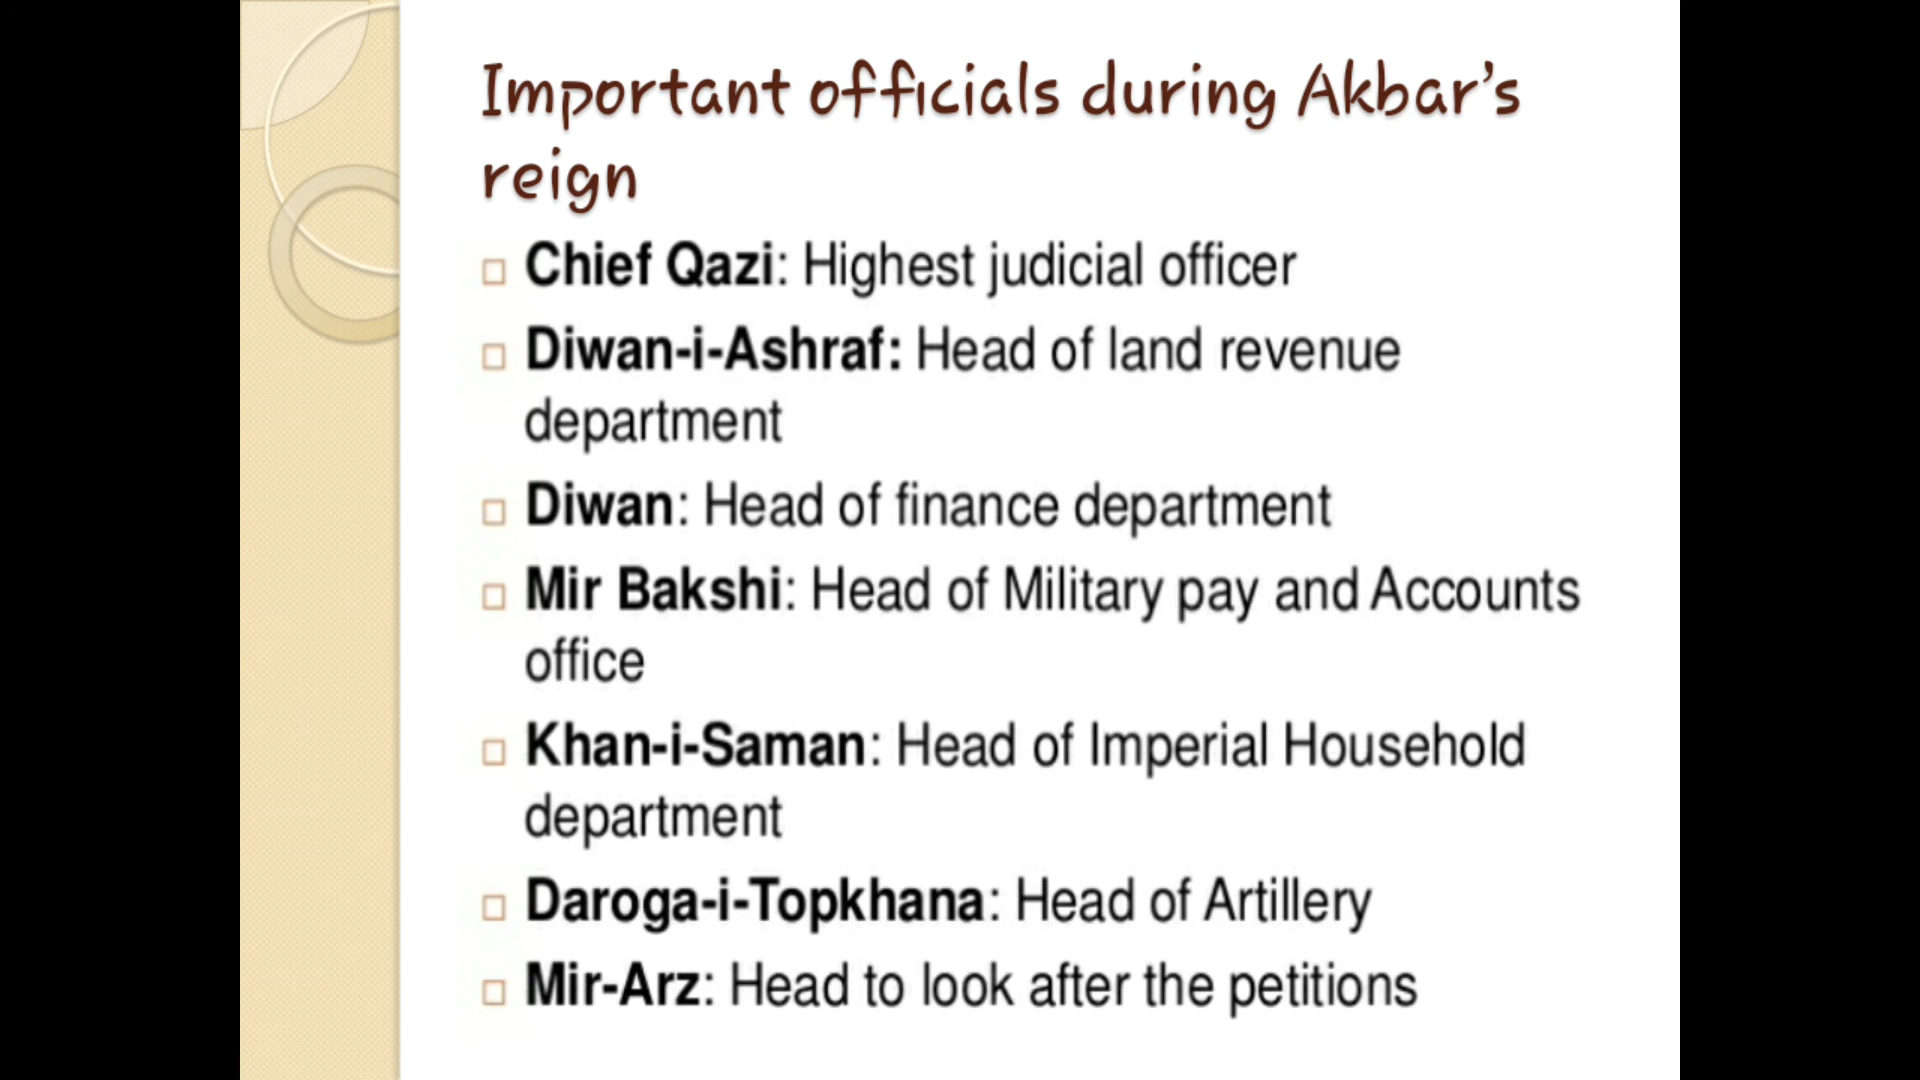 Important officials during Akbar's
reign
Chief Qazi: Highest judicial officer
Diwan-i-Ashraf: Head of land revenue
department
Diwan: Head of finance department
Mir Bakshi: Head of Military pay and Accounts
office
Khan-i-Saman: Head of Imperial Household
department
Daroga-i-Topkhana: Head of Artillery
Mir-Arz: Head to look after the petitions